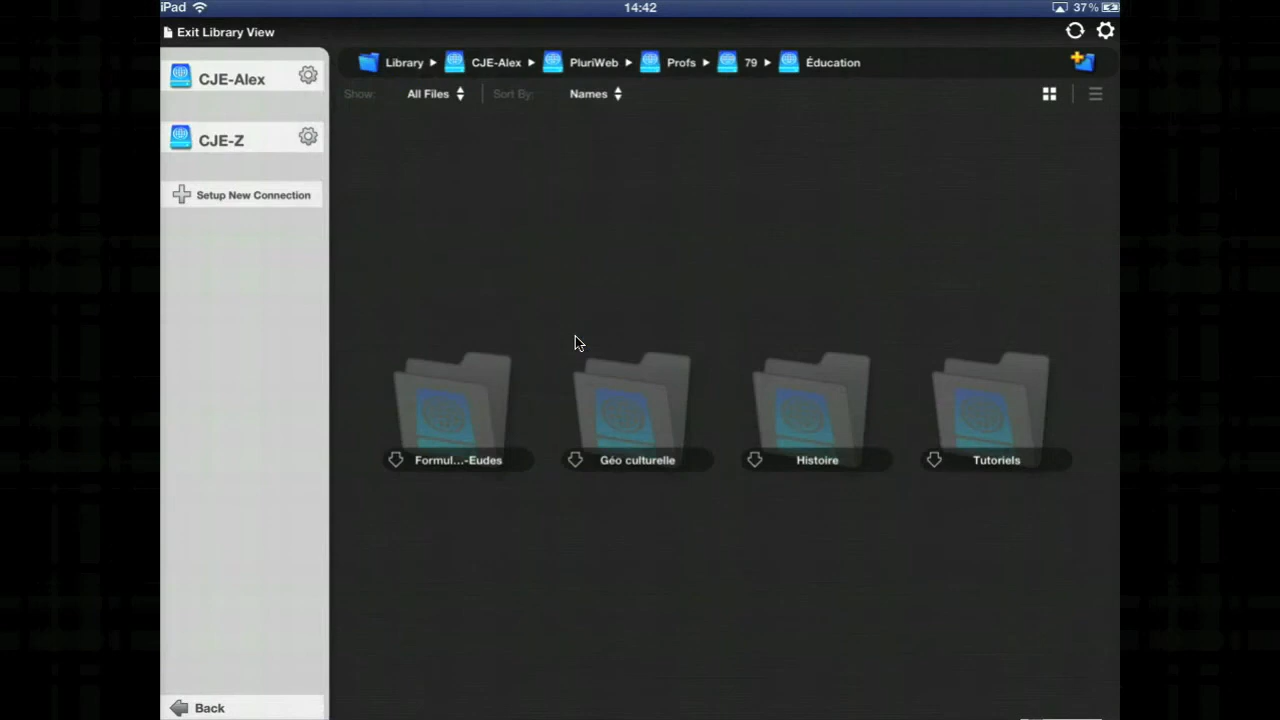 iPad 14:42 37%
Exit Library View
CJE-Alex
CJE-Z
Setup New Connection
Back
Library CJE-Alex PluriWeb Profs 79 Éducation
Show: All Files Sort By: Names
Formul...-Eudes Géo culturelle Histoire Tutoriels